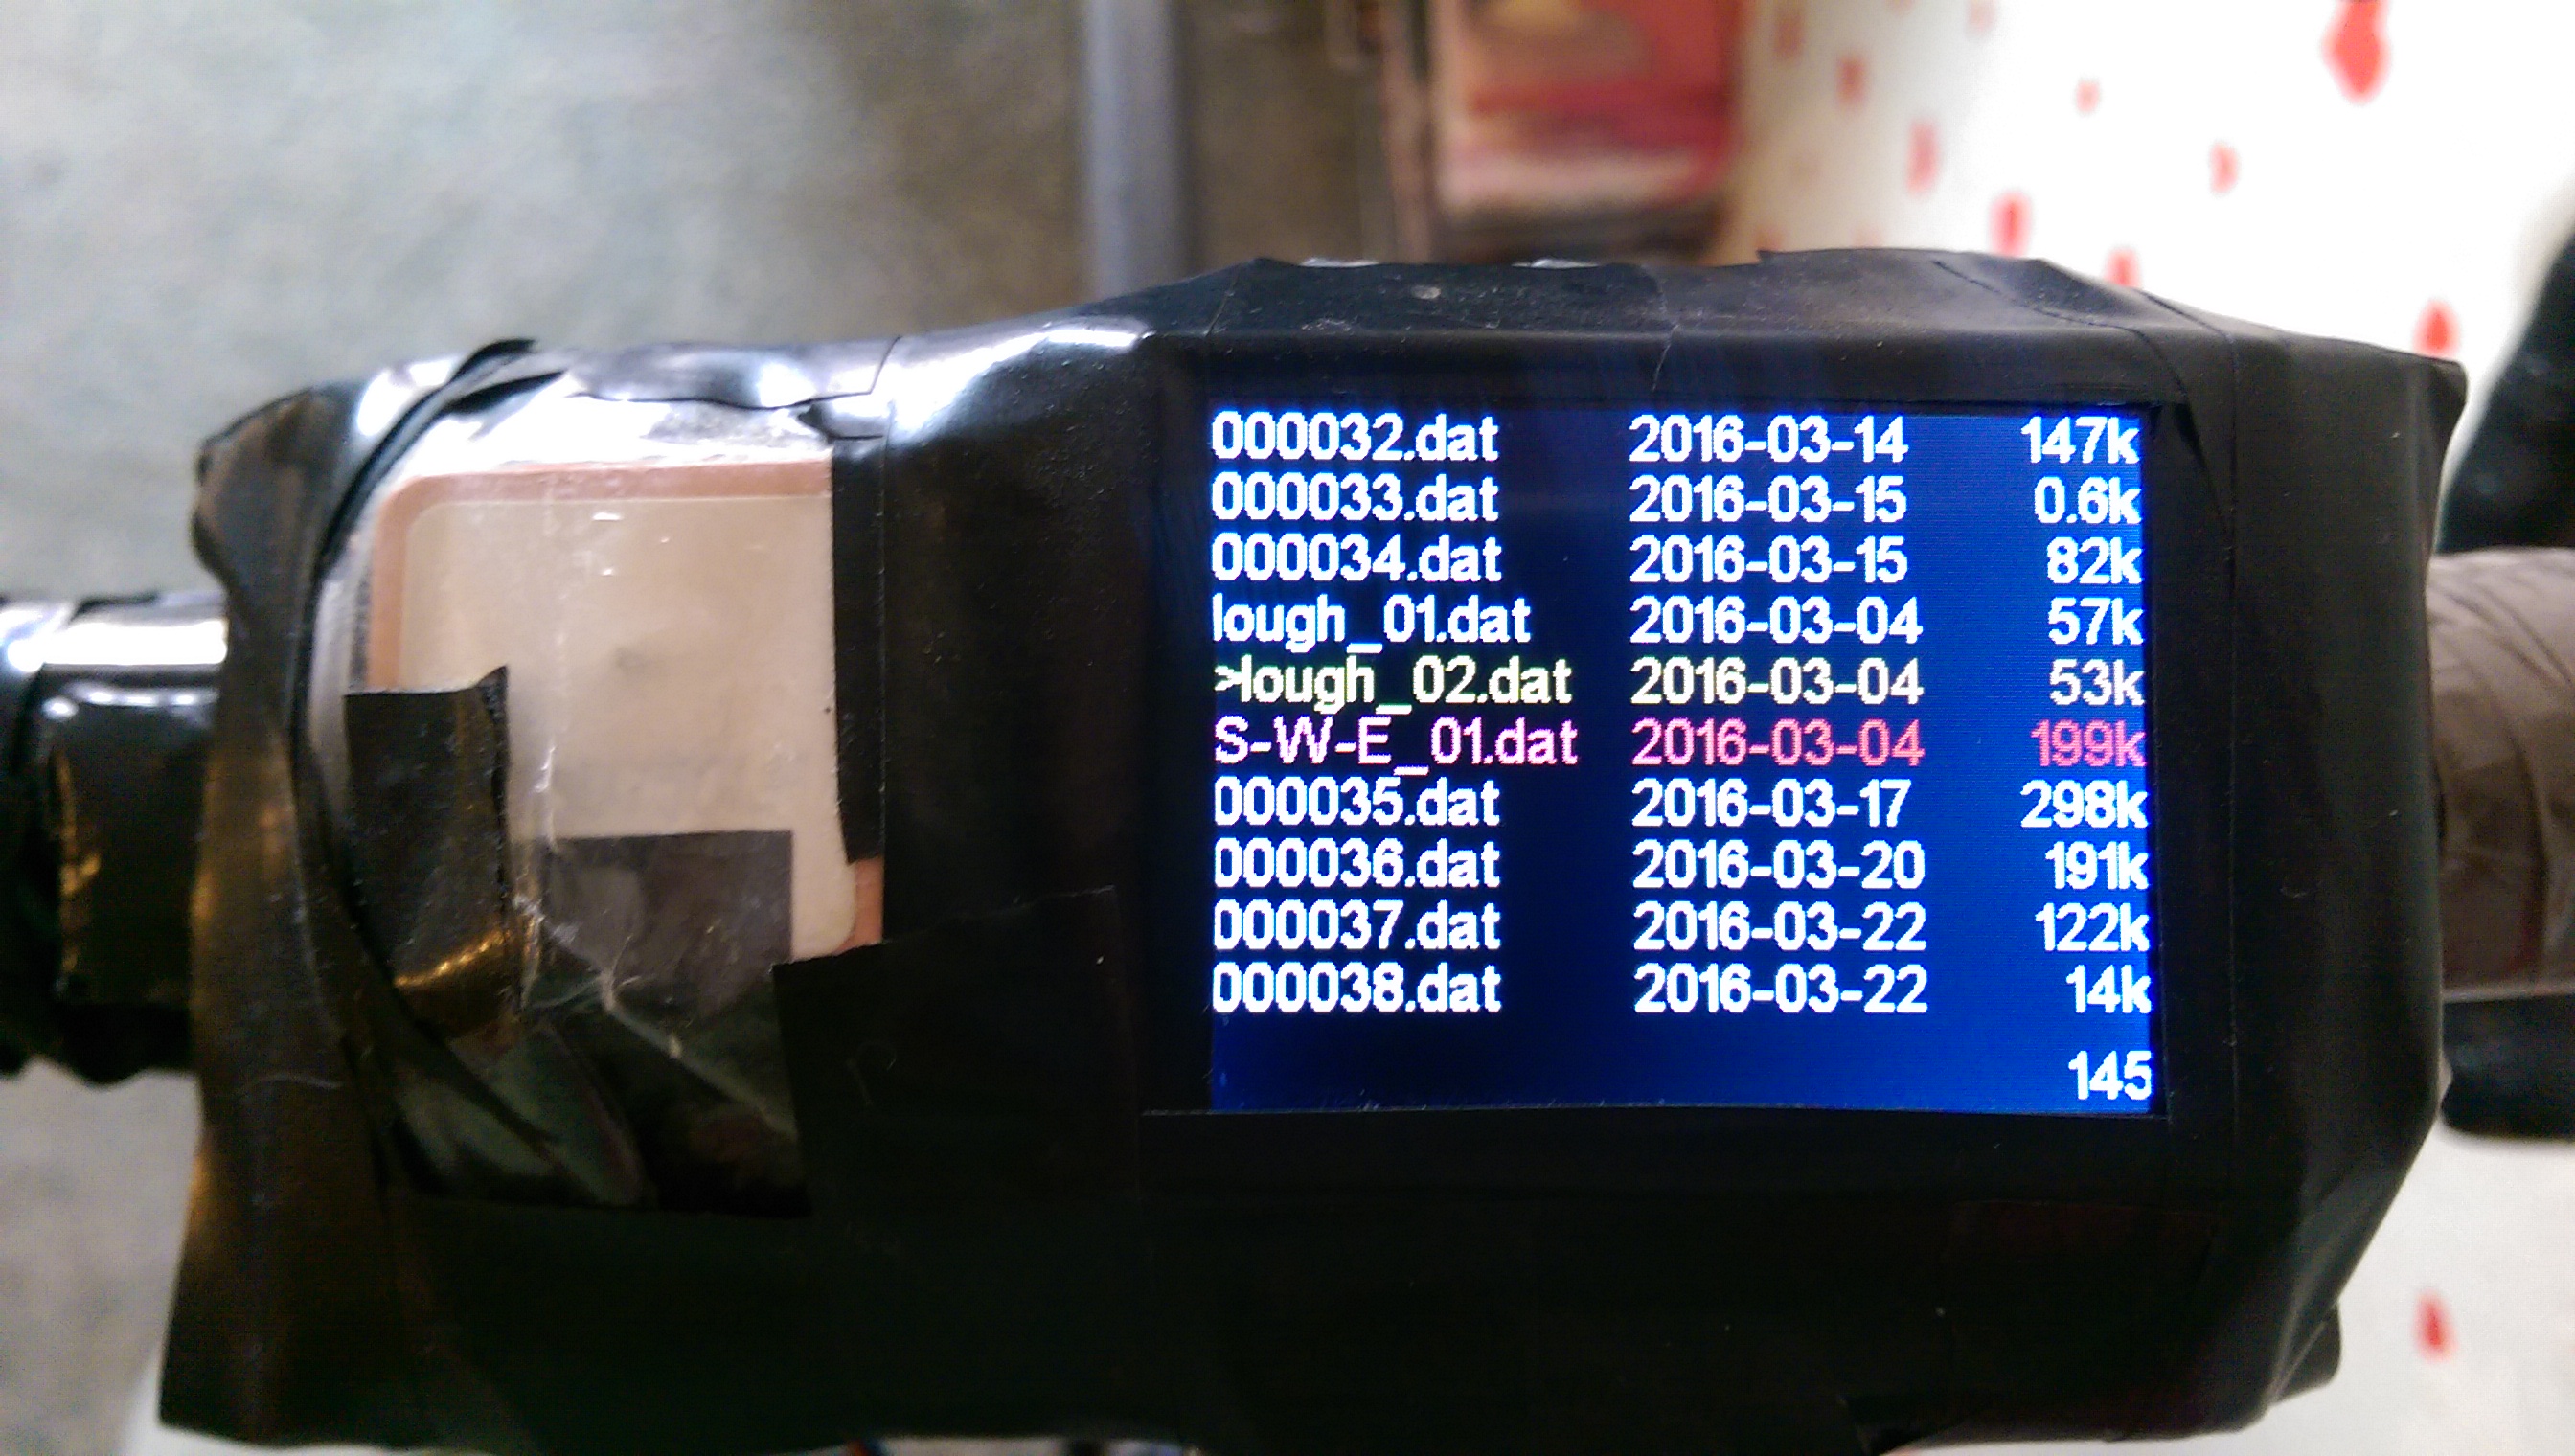 000032.dat 2016-03-14 147k
000033.dat 2016-03-15 0.6k
000034.dat 2016-03-15 82k
lough_01.dat 2016-03-04 57k
>lough_02.dat 2016-03-04 53k
S-W-E_01.dat 2016-03-04 199k
000035.dat 2016-03-17 298k
000036.dat 2016-03-20 191k
000037.dat 2016-03-22 122k
000038.dat 2016-03-22 14k
145